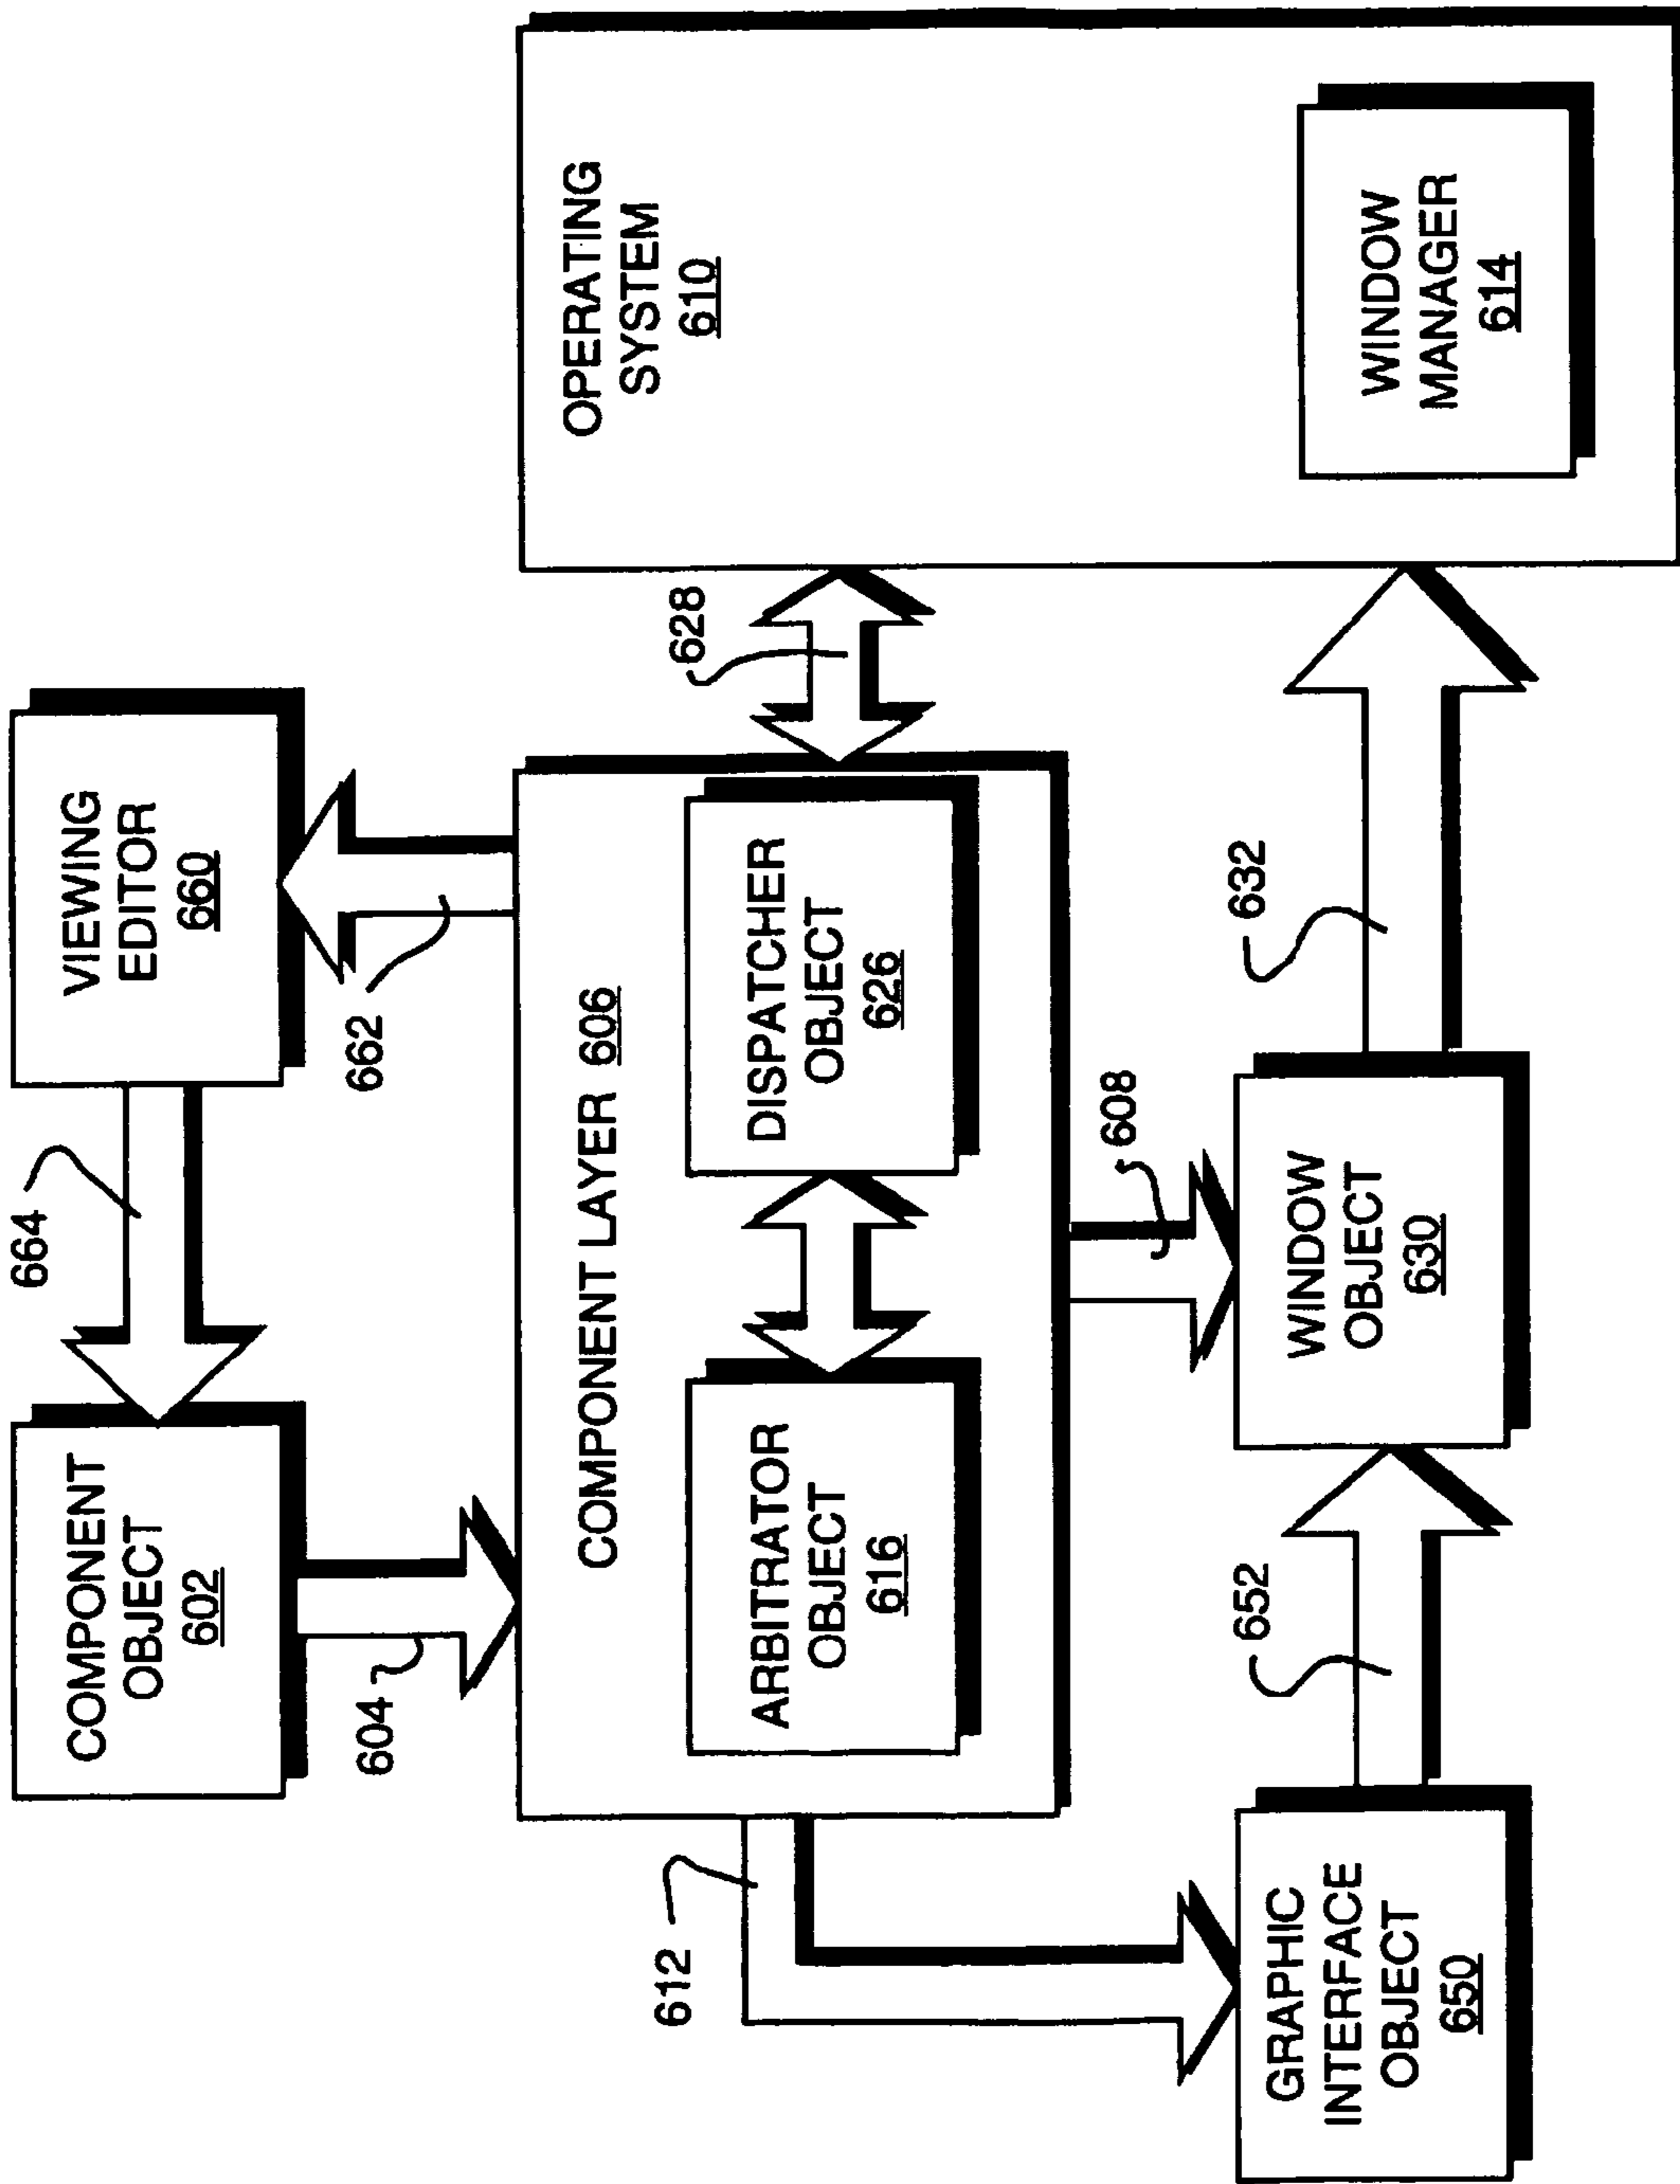 COMPONENT
OBJECT
602
664
VIEWING
EDITOR
660
604
662
COMPONENT LAYER 606
ARBITRATOR
OBJECT
616
DISPATCHER
OBJECT
626
628
OPERATING
SYSTEM
610
612
608
GRAPHIC
INTERFACE
OBJECT
650
652
WINDOW
OBJECT
630
632
WINDOW
MANAGER
614